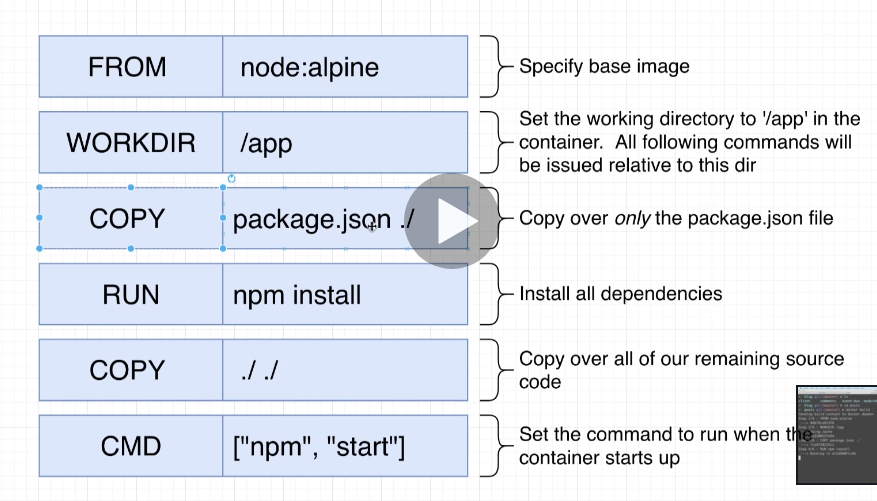 FROM node:alpine
Specify base image
WORKDIR /app
Set the working directory to '/app' in the
container. All following commands will
be issued relative to this dir
COPY package.json ./
Copy over only the package.json file
RUN npm install
Install all dependencies
COPY ./ ./
Copy over all of our remaining source
code
CMD ["npm", "start"]
Set the command to run when the
container starts up